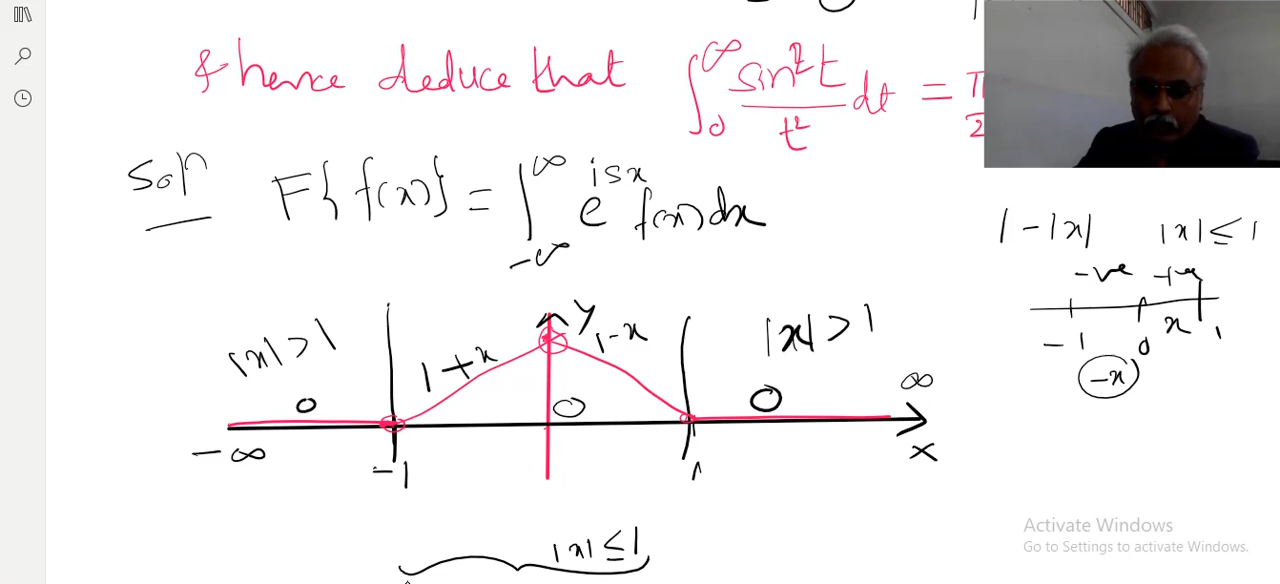 & hence deduce that ∫₀^∞ sin²t/t² dt = π/2
Soln F{f(x)} = ∫_{-∞}^{∞} e^{isx} f(x) dx
1 - |x| |x| ≤ 1
-ve +ve
-1 0 x 1
-x
y
|x| > 1 1+x 1-x |x| > 1
0 0 0 ∞
-∞ -1 1 x
|x| ≤ 1
Activate Windows
Go to Settings to activate Windows.